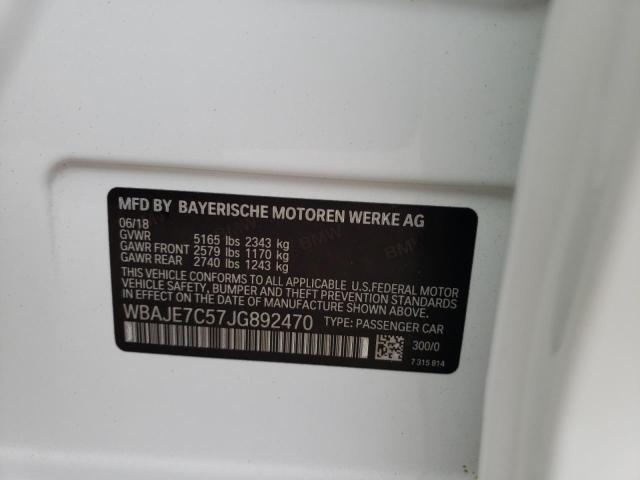 MFD BY BAYERISCHE MOTOREN WERKE AG
06/18
GVWR 5165 lbs 2343 kg
GAWR FRONT 2579 lbs 1170 kg
GAWR REAR 2740 lbs 1243 kg
THIS VEHICLE CONFORMS TO ALL APPLICABLE U.S.FEDERAL MOTOR
VEHICLE SAFETY, BUMPER AND THEFT PREVENTION STANDARDS
IN EFFECT ON THE DATE OF MANUFACTURE SHOWN ABOVE.
WBAJE7C57JG892470 TYPE: PASSENGER CAR
300/0
7 315 814
BMW
BMW